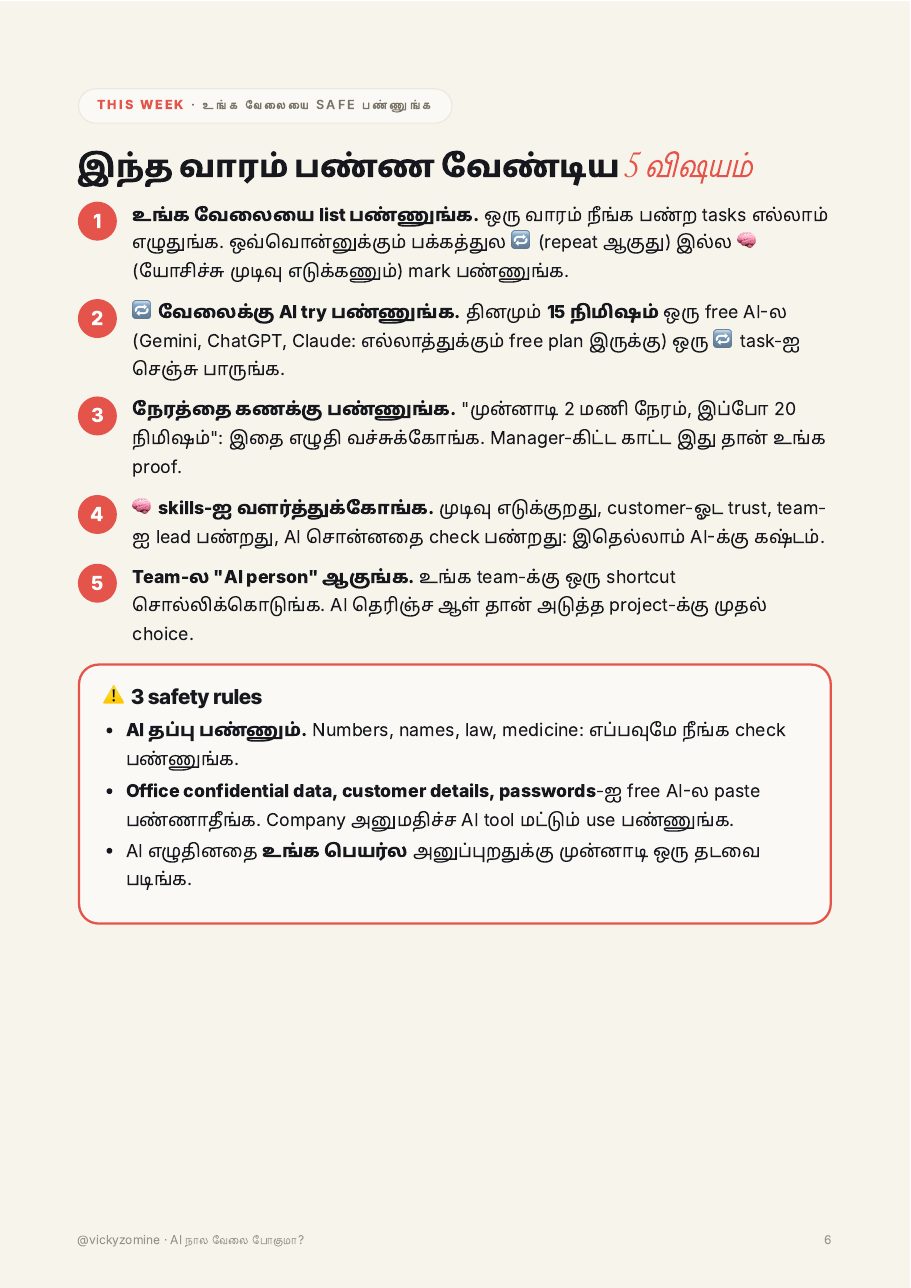 THIS WEEK · உங்க வேலையை SAFE பண்ணுங்க
இந்த வாரம் பண்ண வேண்டிய 5 விஷயம்
1 உங்க வேலையை list பண்ணுங்க. ஒரு வாரம் நீங்க பண்ற tasks எல்லாம்
எழுதுங்க. ஒவ்வொன்னுக்கும் பக்கத்துல 🔁 (repeat ஆகுது) இல்ல 🧠
(யோசிச்சு முடிவு எடுக்கணும்) mark பண்ணுங்க.
2 🔁 வேலைக்கு AI try பண்ணுங்க. தினமும் 15 நிமிஷம் ஒரு free AI-ல
(Gemini, ChatGPT, Claude: எல்லாத்துக்கும் free plan இருக்கு) ஒரு 🔁 task-ஐ
செஞ்சு பாருங்க.
3 நேரத்தை கணக்கு பண்ணுங்க. "முன்னாடி 2 மணி நேரம், இப்போ 20
நிமிஷம்": இதை எழுதி வச்சுக்கோங்க. Manager-கிட்ட காட்ட இது தான் உங்க
proof.
4 🧠 skills-ஐ வளர்த்துக்கோங்க. முடிவு எடுக்குறது, customer-ஓட trust, team-
ஐ lead பண்றது, AI சொன்னதை check பண்றது: இதெல்லாம் AI-க்கு கஷ்டம்.
5 Team-ல "AI person" ஆகுங்க. உங்க team-க்கு ஒரு shortcut
சொல்லிக்கொடுங்க. AI தெரிஞ்ச ஆள் தான் அடுத்த project-க்கு முதல்
choice.
⚠️ 3 safety rules
• AI தப்பு பண்ணும். Numbers, names, law, medicine: எப்பவுமே நீங்க check
பண்ணுங்க.
• Office confidential data, customer details, passwords-ஐ free AI-ல paste
பண்ணாதீங்க. Company அனுமதிச்ச AI tool மட்டும் use பண்ணுங்க.
• AI எழுதினதை உங்க பெயர்ல அனுப்புறதுக்கு முன்னாடி ஒரு தடவை
படிங்க.
@vickyzomine · AI நால வேலை போகுமா? 6